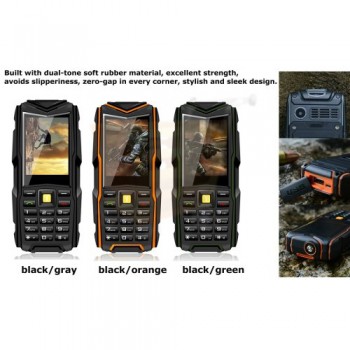 Built with dual-tone soft rubber material, excellent strength,
avoids slipperiness, zero-gap in every corner, stylish and sleek design.
black/gray black/orange black/green